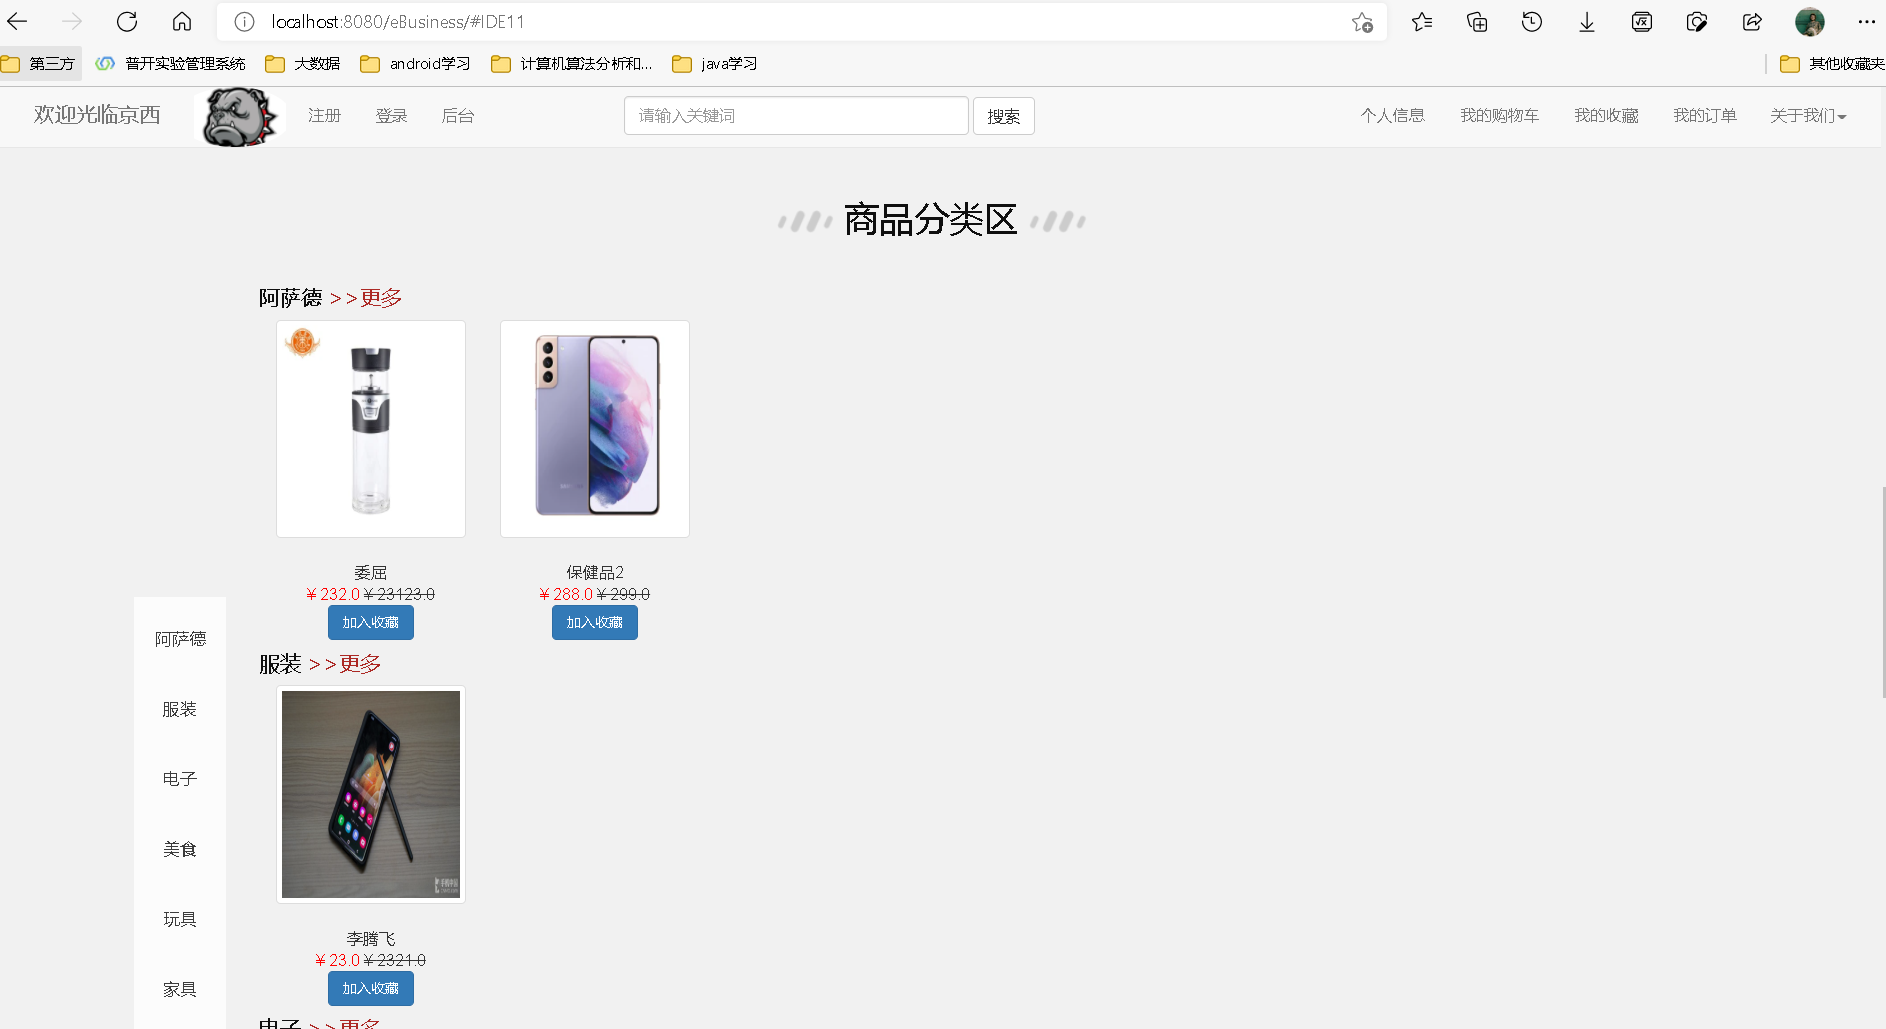 localhost:8080/eBusiness/#IDE11
第三方 普开实验管理系统 大数据 android学习 计算机算法分析和... java学习 其他收藏夹
欢迎光临京西 注册 登录 后台 请输入关键词 搜索 个人信息 我的购物车 我的收藏 我的订单 关于我们
商品分类区
阿萨德 >>更多
委屈 保健品2
¥232.0 ¥23123.0 ¥288.0 ¥299.0
加入收藏 加入收藏
服装 >>更多
李腾飞
¥23.0 ¥2321.0
加入收藏
电子 >>更多
阿萨德
服装
电子
美食
玩具
家具